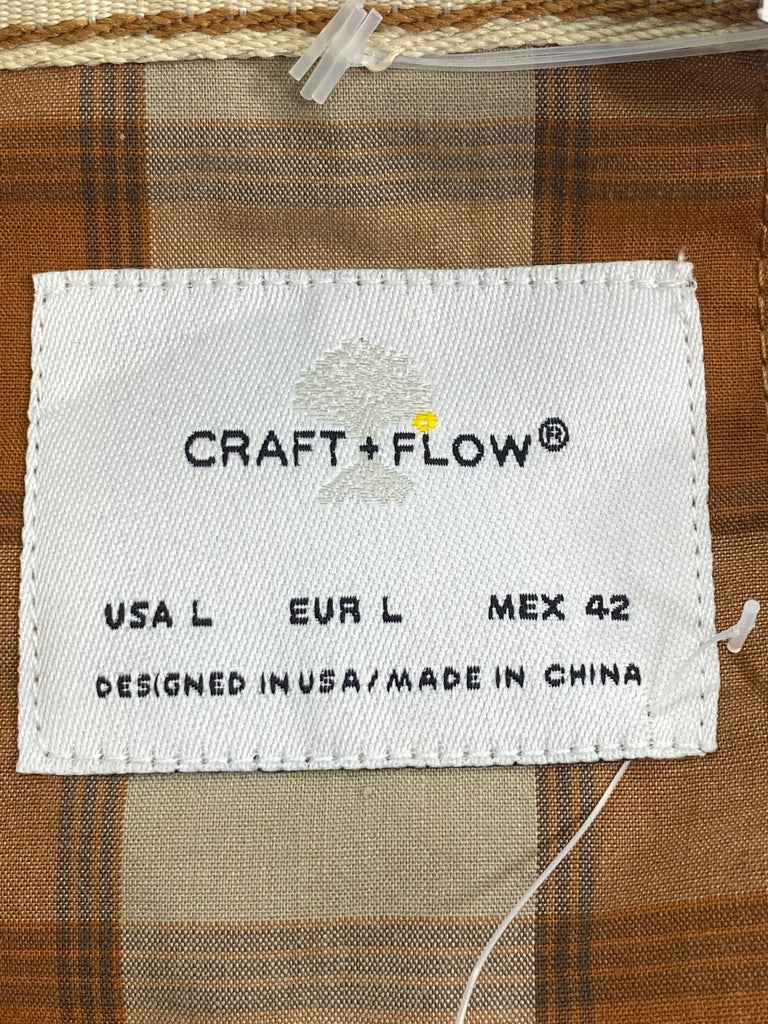 CRAFT + FLOW®
USA L EUR L MEX 42
DESIGNED IN USA/MADE IN CHINA